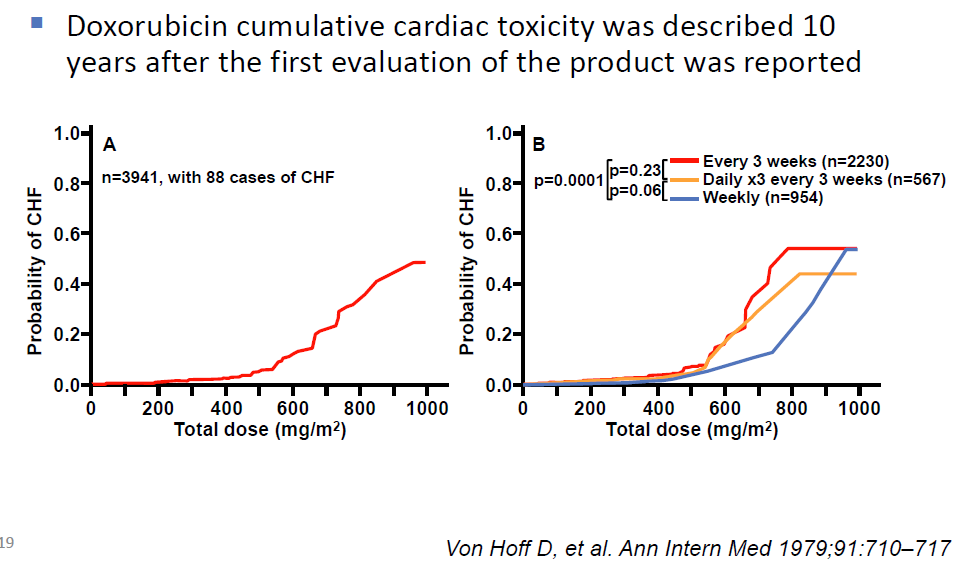 Doxorubicin cumulative cardiac toxicity was described 10
years after the first evaluation of the product was reported
A
n=3941, with 88 cases of CHF
Probability of CHF
1.0
0.8
0.6
0.4
0.2
0.0
0 200 400 600 800 1000
Total dose (mg/m²)
B
p=0.0001
p=0.23
p=0.06
Every 3 weeks (n=2230)
Daily x3 every 3 weeks (n=567)
Weekly (n=954)
Probability of CHF
1.0
0.8
0.6
0.4
0.2
0.0
0 200 400 600 800 1000
Total dose (mg/m²)
19
Von Hoff D, et al. Ann Intern Med 1979;91:710–717